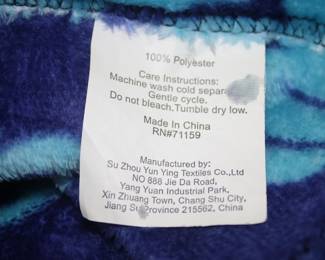 100% Polyester
Care Instructions:
Machine wash cold separ
Gentle cycle.
Do not bleach.Tumble dry low.
Made In China
RN#71159
Manufactured by:
Su Zhou Yun Ying Textiles Co.,Ltd
NO 888 Jie Da Road,
Yang Yuan Industrial Park,
Xin Zhuang Town, Chang Shu City,
Jiang Su Province 215562, China